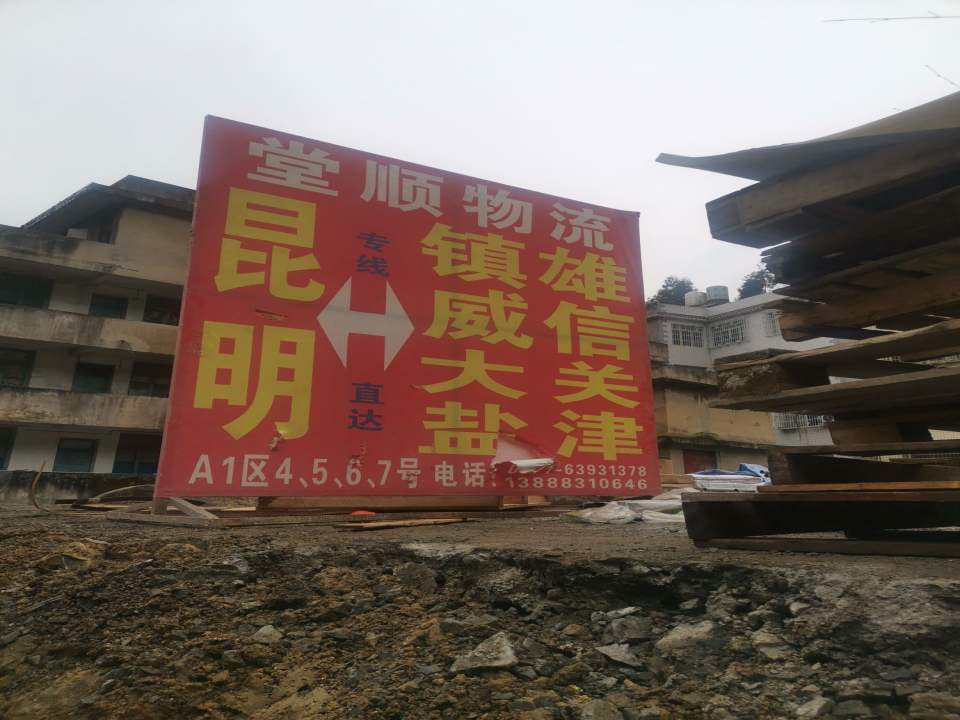 堂顺物流
昆明
专线
直达
镇雄
威信
大关
盐津
A1区4、5、6、7号 电话：
63931378
13888310646